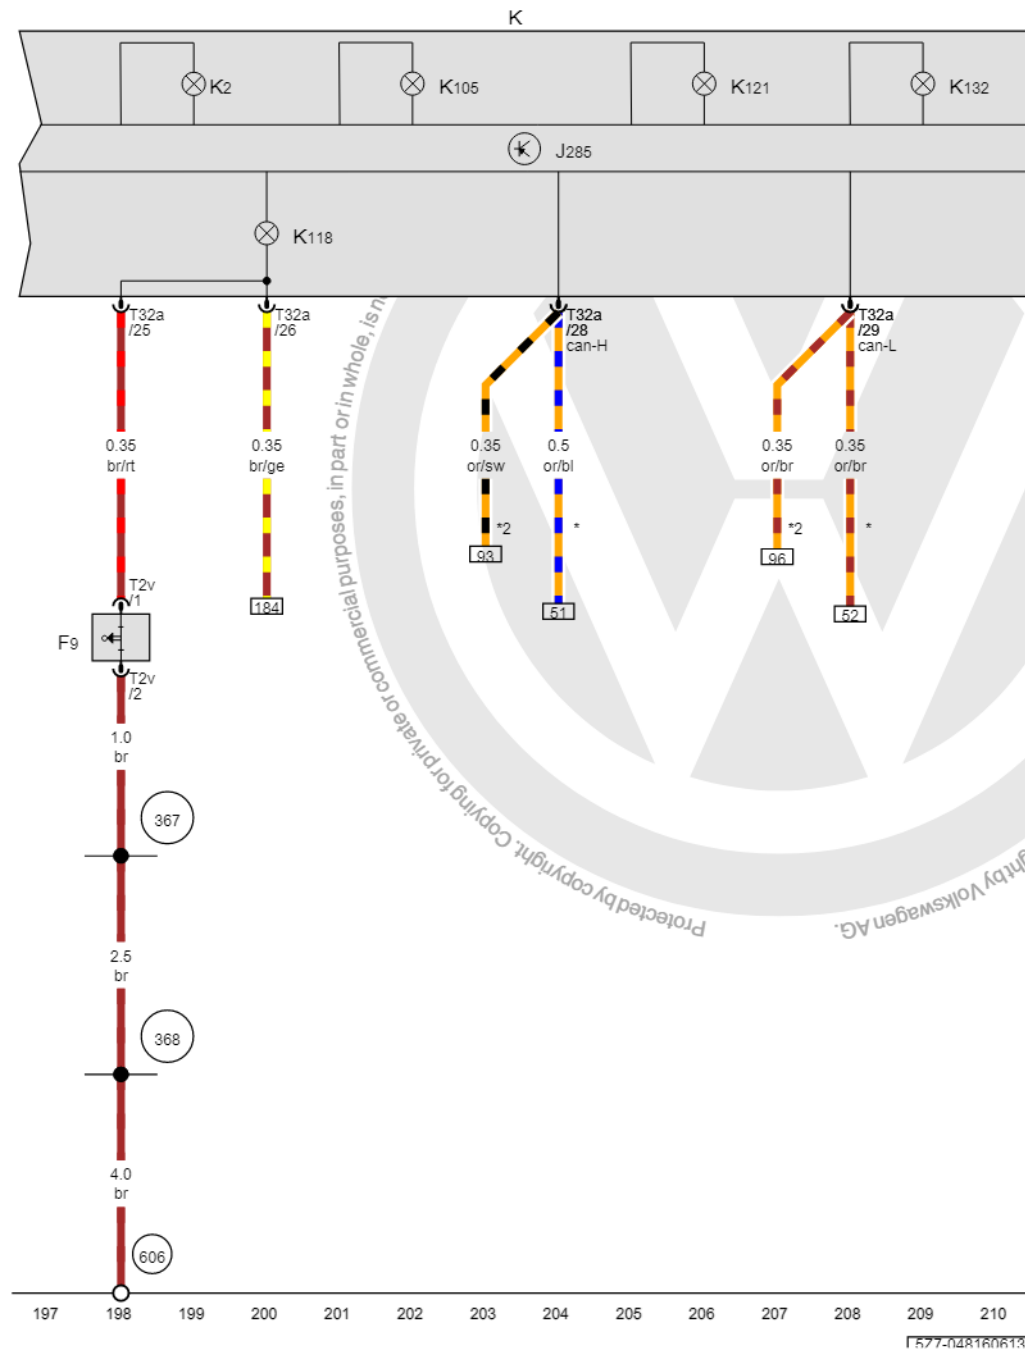 K
K2
K105
K121
K132
J285
K118
T32a
/25
T32a
/26
T32a
/28
can-H
T32a
/29
can-L
0.35
br/rt
0.35
br/ge
0.35
or/sw
0.5
or/bl
0.35
or/br
0.35
or/br
*2
*
*2
*
93
96
184
51
52
T2v
/1
F9
T2v
/2
1.0
br
367
2.5
br
368
4.0
br
606
197 198 199 200 201 202 203 204 205 206 207 208 209 210
577-048160613
Protected by copyright. Copying for private or commercial purposes, in part or in whole, is
by Volkswagen AG.